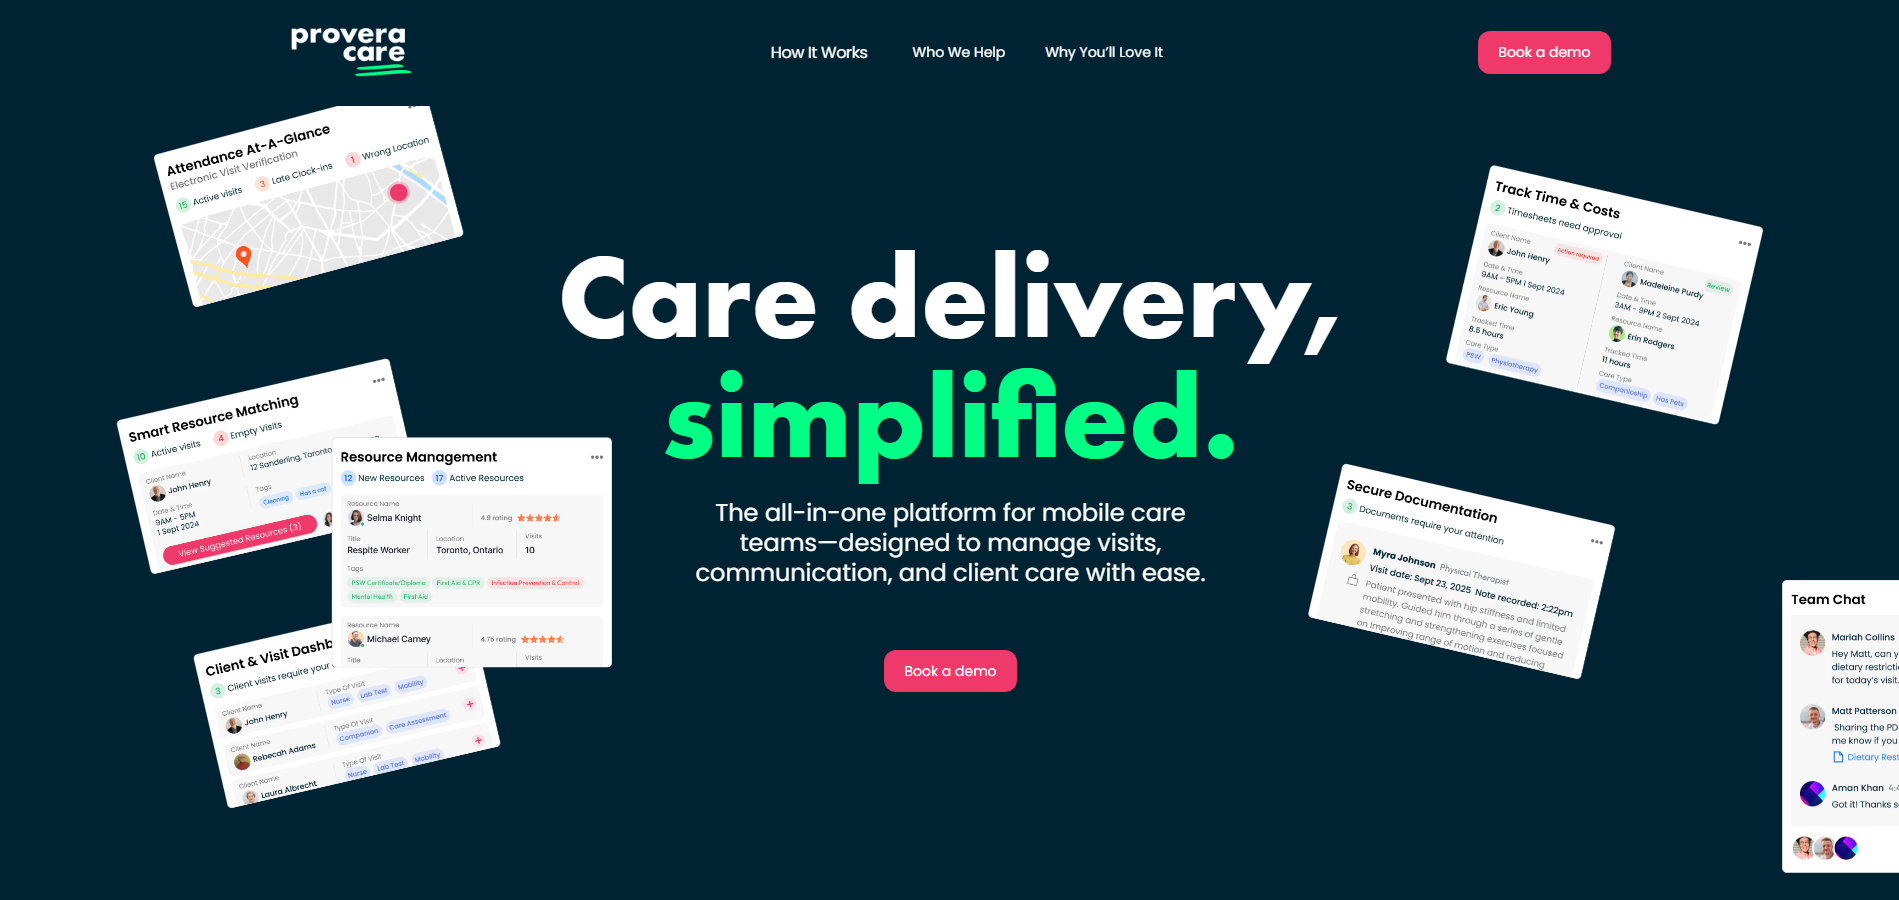 provera
care
How It Works
Who We Help
Why You'll Love It
Book a demo
Attendance At-A-Glance
Electronic Visit Verification
15 Active visits
3 Late Clock-ins
1 Wrong Location
Care delivery,
simplified.
The all-in-one platform for mobile care
teams—designed to manage visits,
communication, and client care with ease.
Book a demo
Smart Resource Matching
10 Active visits
4 Empty Visits
Client Name
John Henry
Location
12 Sanderling, Toronto
Date & Time
9AM - 5PM
1 Sept 2024
Tags
Cleaning
Has a cat
View Suggested Resources (3)
Resource Management
12 New Resources
17 Active Resources
Resource Name
Selma Knight
4.9 rating
Title
Respite Worker
Location
Toronto, Ontario
Visits
10
Tags
PSW Certificate/Diploma
First Aid & CPR
Infection Prevention & Control
Mental Health
First Aid
Resource Name
Michael Carney
4.75 rating
Title
Location
Visits
Client & Visit Dashb
3 Client visits require your
Client Name
John Henry
Type Of Visit
Nurse
Lab Test
Mobility
Client Name
Rebecah Adams
Type Of Visit
Companion
Care Assessment
Client Name
Laura Albrecht
Type Of Visit
Nurse
Lab Test
Mobility
Track Time & Costs
2 Timesheets need approval
Client Name
John Henry
Action required
Date & Time
9AM - 5PM 1 Sept 2024
Resource Name
Eric Young
Tracked Time
8.5 hours
Care Type
PSW
Physiotherapy
Client Name
Madeleine Purdy
Review
Date & Time
3AM - 9PM 2 Sept 2024
Resource Name
Erin Rodgers
Tracked Time
11 hours
Care Type
Companioship
Has Pets
Secure Documentation
3 Documents require your attention
Myra Johnson Physical Therapist
Visit date: Sept 23, 2025 Note recorded: 2:22pm
Patient presented with hip stiffness and limited
mobility. Guided him through a series of gentle
stretching and strengthening exercises focused
on improving range of motion and reducing
Team Chat
Mariah Collins
Hey Matt, can y
dietary restricti
for today's visit.
Matt Patterson
Sharing the PD
me know if you
Dietary Rest
Aman Khan 4:4
Got it! Thanks s